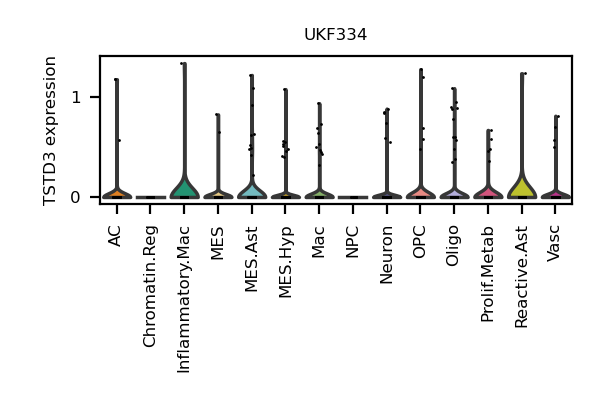 UKF334
TSTD3 expression
1
0
AC
Chromatin.Reg
Inflammatory.Mac
MES
MES.Ast
MES.Hyp
Mac
NPC
Neuron
OPC
Oligo
Prolif.Metab
Reactive.Ast
Vasc